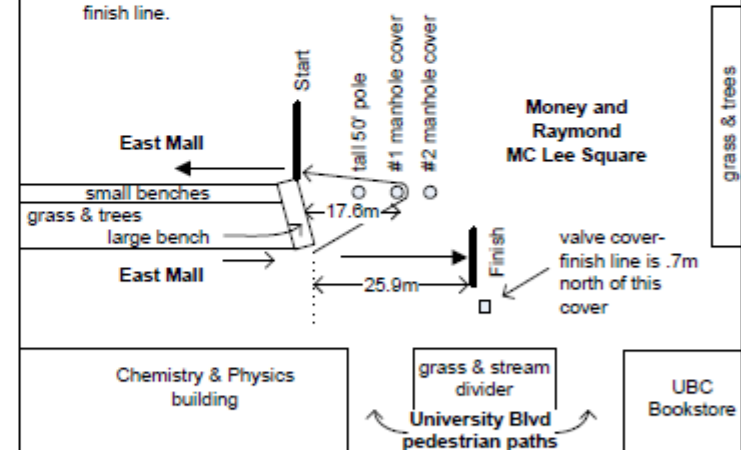 finish line.
Start
tall 50' pole
#1 manhole cover
#2 manhole cover
Money and
Raymond
MC Lee Square
grass & trees
East Mall
small benches
grass & trees
large bench
17.6m
East Mall
25.9m
Finish
valve cover-
finish line is .7m
north of this
cover
Chemistry & Physics
building
grass & stream
divider
University Blvd
pedestrian paths
UBC
Bookstore